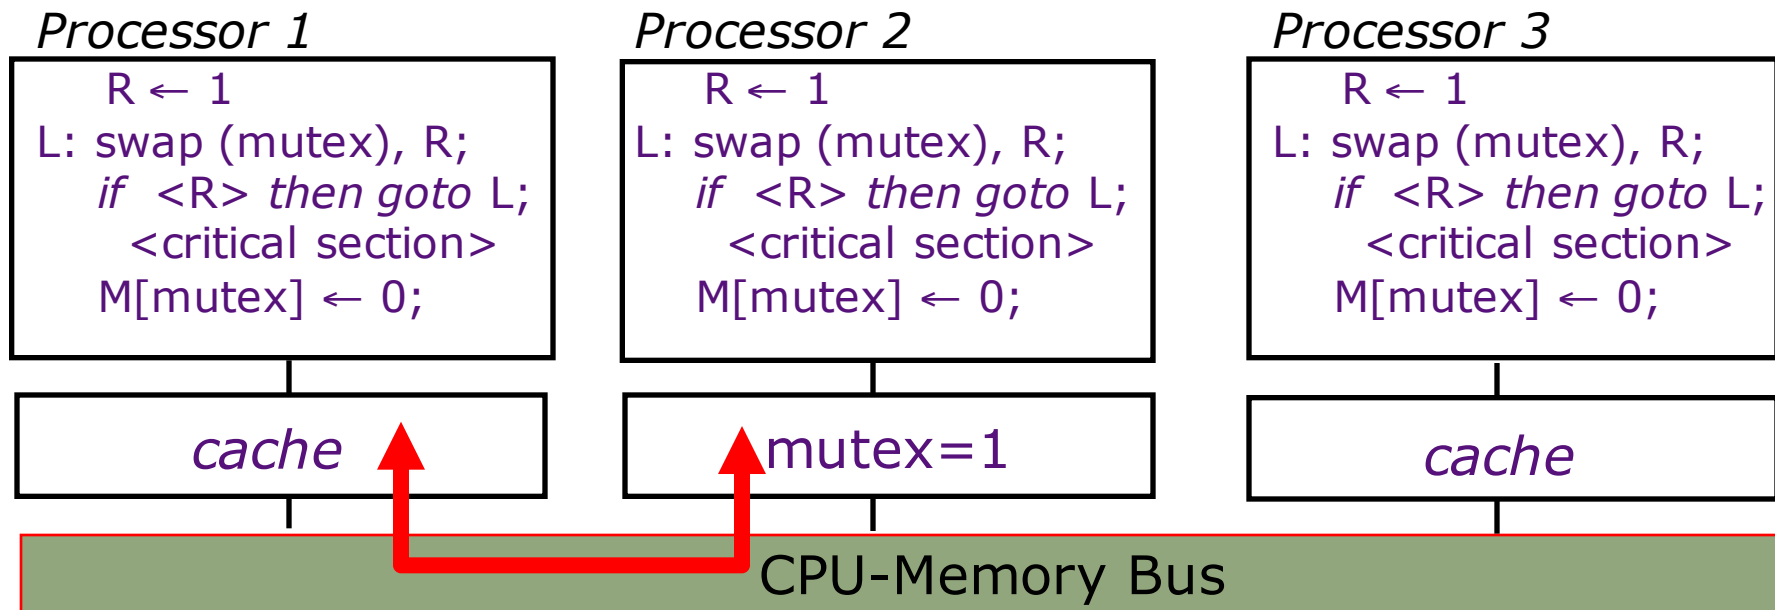 Processor 1
R ← 1
L: swap (mutex), R;
if <R> then goto L;
<critical section>
M[mutex] ← 0;
cache
Processor 2
R ← 1
L: swap (mutex), R;
if <R> then goto L;
<critical section>
M[mutex] ← 0;
mutex=1
Processor 3
R ← 1
L: swap (mutex), R;
if <R> then goto L;
<critical section>
M[mutex] ← 0;
cache
CPU-Memory Bus